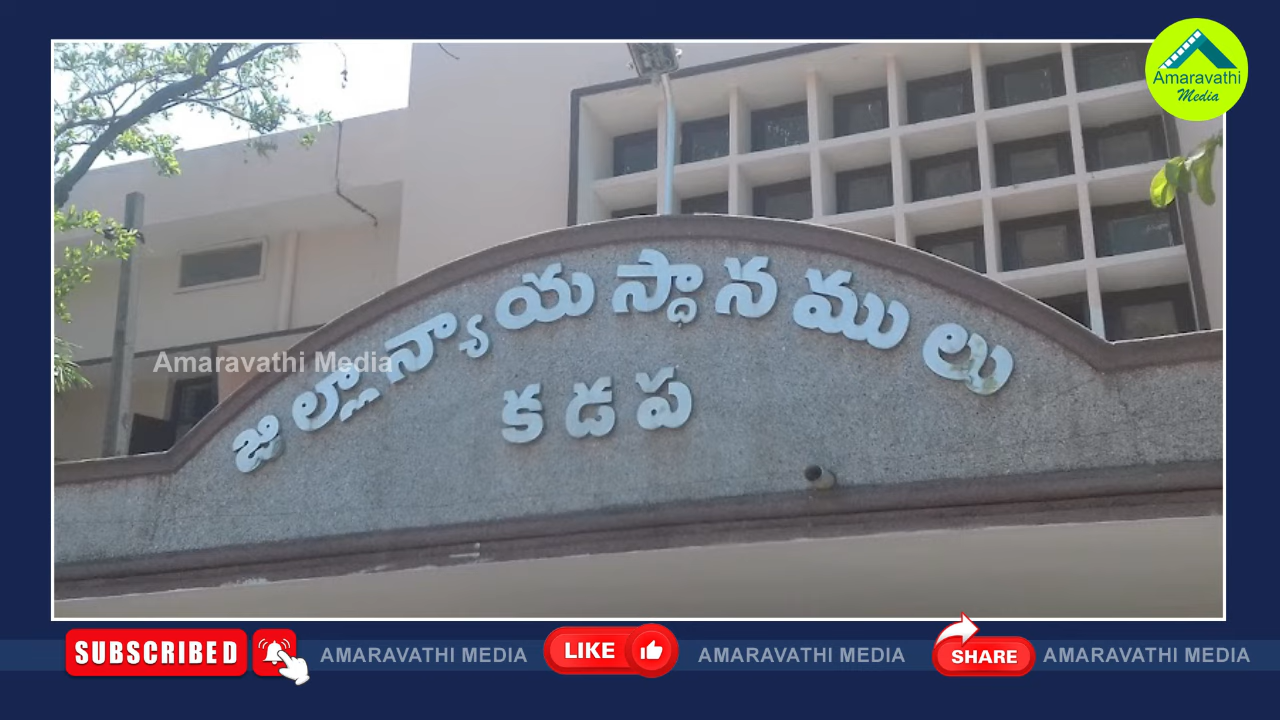 Amaravathi
Media
జిల్లా న్యాయస్థానములు
కడప
Amaravathi Media
SUBSCRIBED
AMARAVATHI MEDIA
LIKE
AMARAVATHI MEDIA
SHARE
AMARAVATHI MEDIA